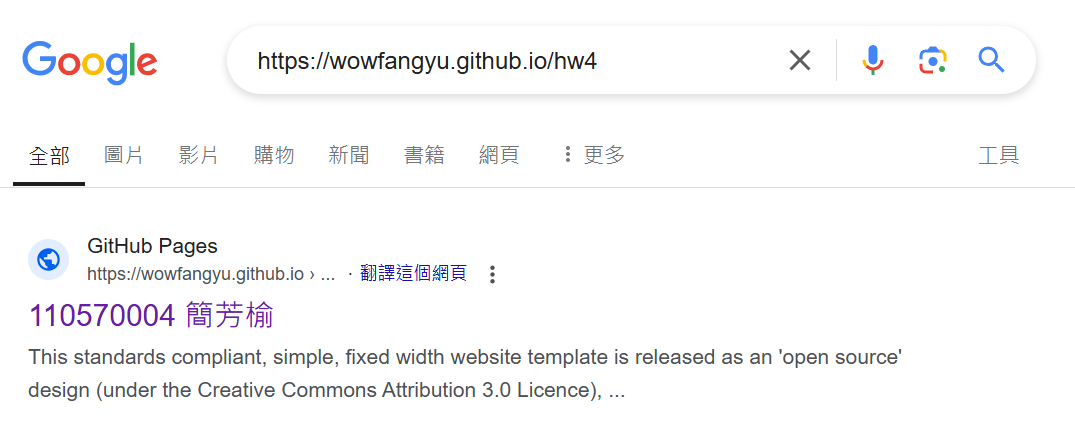 Google
https://wowfangyu.github.io/hw4
全部 圖片 影片 購物 新聞 書籍 網頁 ⋮ 更多 工具
GitHub Pages
https://wowfangyu.github.io › ... · 翻譯這個網頁
110570004 簡芳榆
This standards compliant, simple, fixed width website template is released as an 'open source'
design (under the Creative Commons Attribution 3.0 Licence), ...